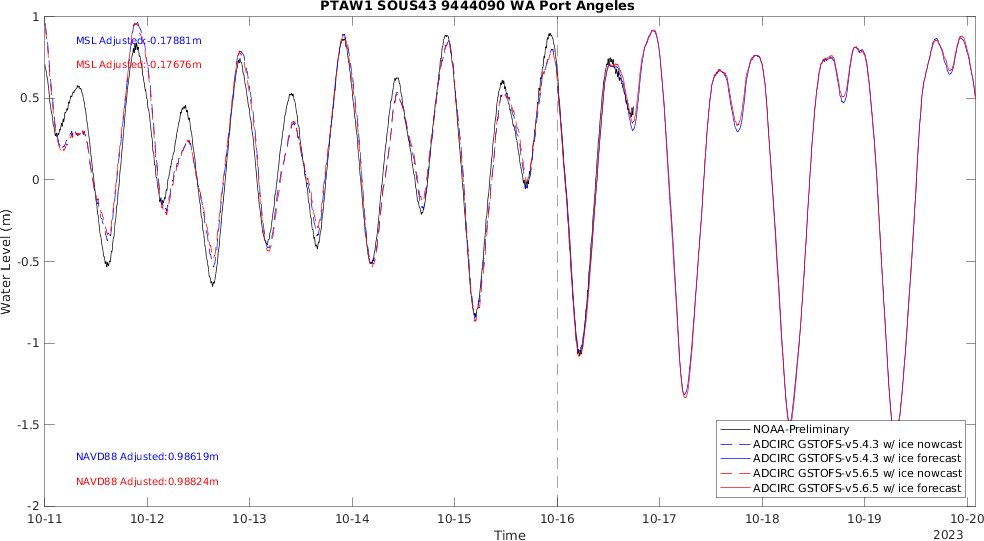 PTAW1 SOUS43 9444090 WA Port Angeles
MSL Adjusted:-0.17881m
MSL Adjusted:-0.17676m
Water Level (m)
1
0.5
0
-0.5
-1
-1.5
-2
NAVD88 Adjusted:0.98619m
NAVD88 Adjusted:0.98824m
NOAA-Preliminary
ADCIRC GSTOFS-v5.4.3 w/ ice nowcast
ADCIRC GSTOFS-v5.4.3 w/ ice forecast
ADCIRC GSTOFS-v5.6.5 w/ ice nowcast
ADCIRC GSTOFS-v5.6.5 w/ ice forecast
10-11 10-12 10-13 10-14 10-15 10-16 10-17 10-18 10-19 10-20
Time
2023